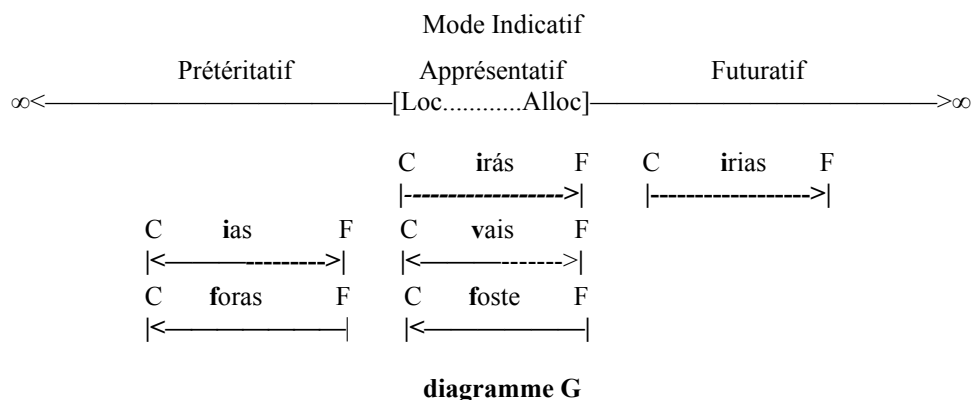 Mode Indicatif
Prétéritatif Apprésentatif Futuratif
∞<——————————————[Loc............Alloc]——————————————>∞
C irás F C irias F
|------------------>| |------------------>|
C ias F C vais F
|<———--------->| |<———------->|
C foras F C foste F
|<————————| |<————————|
diagramme G